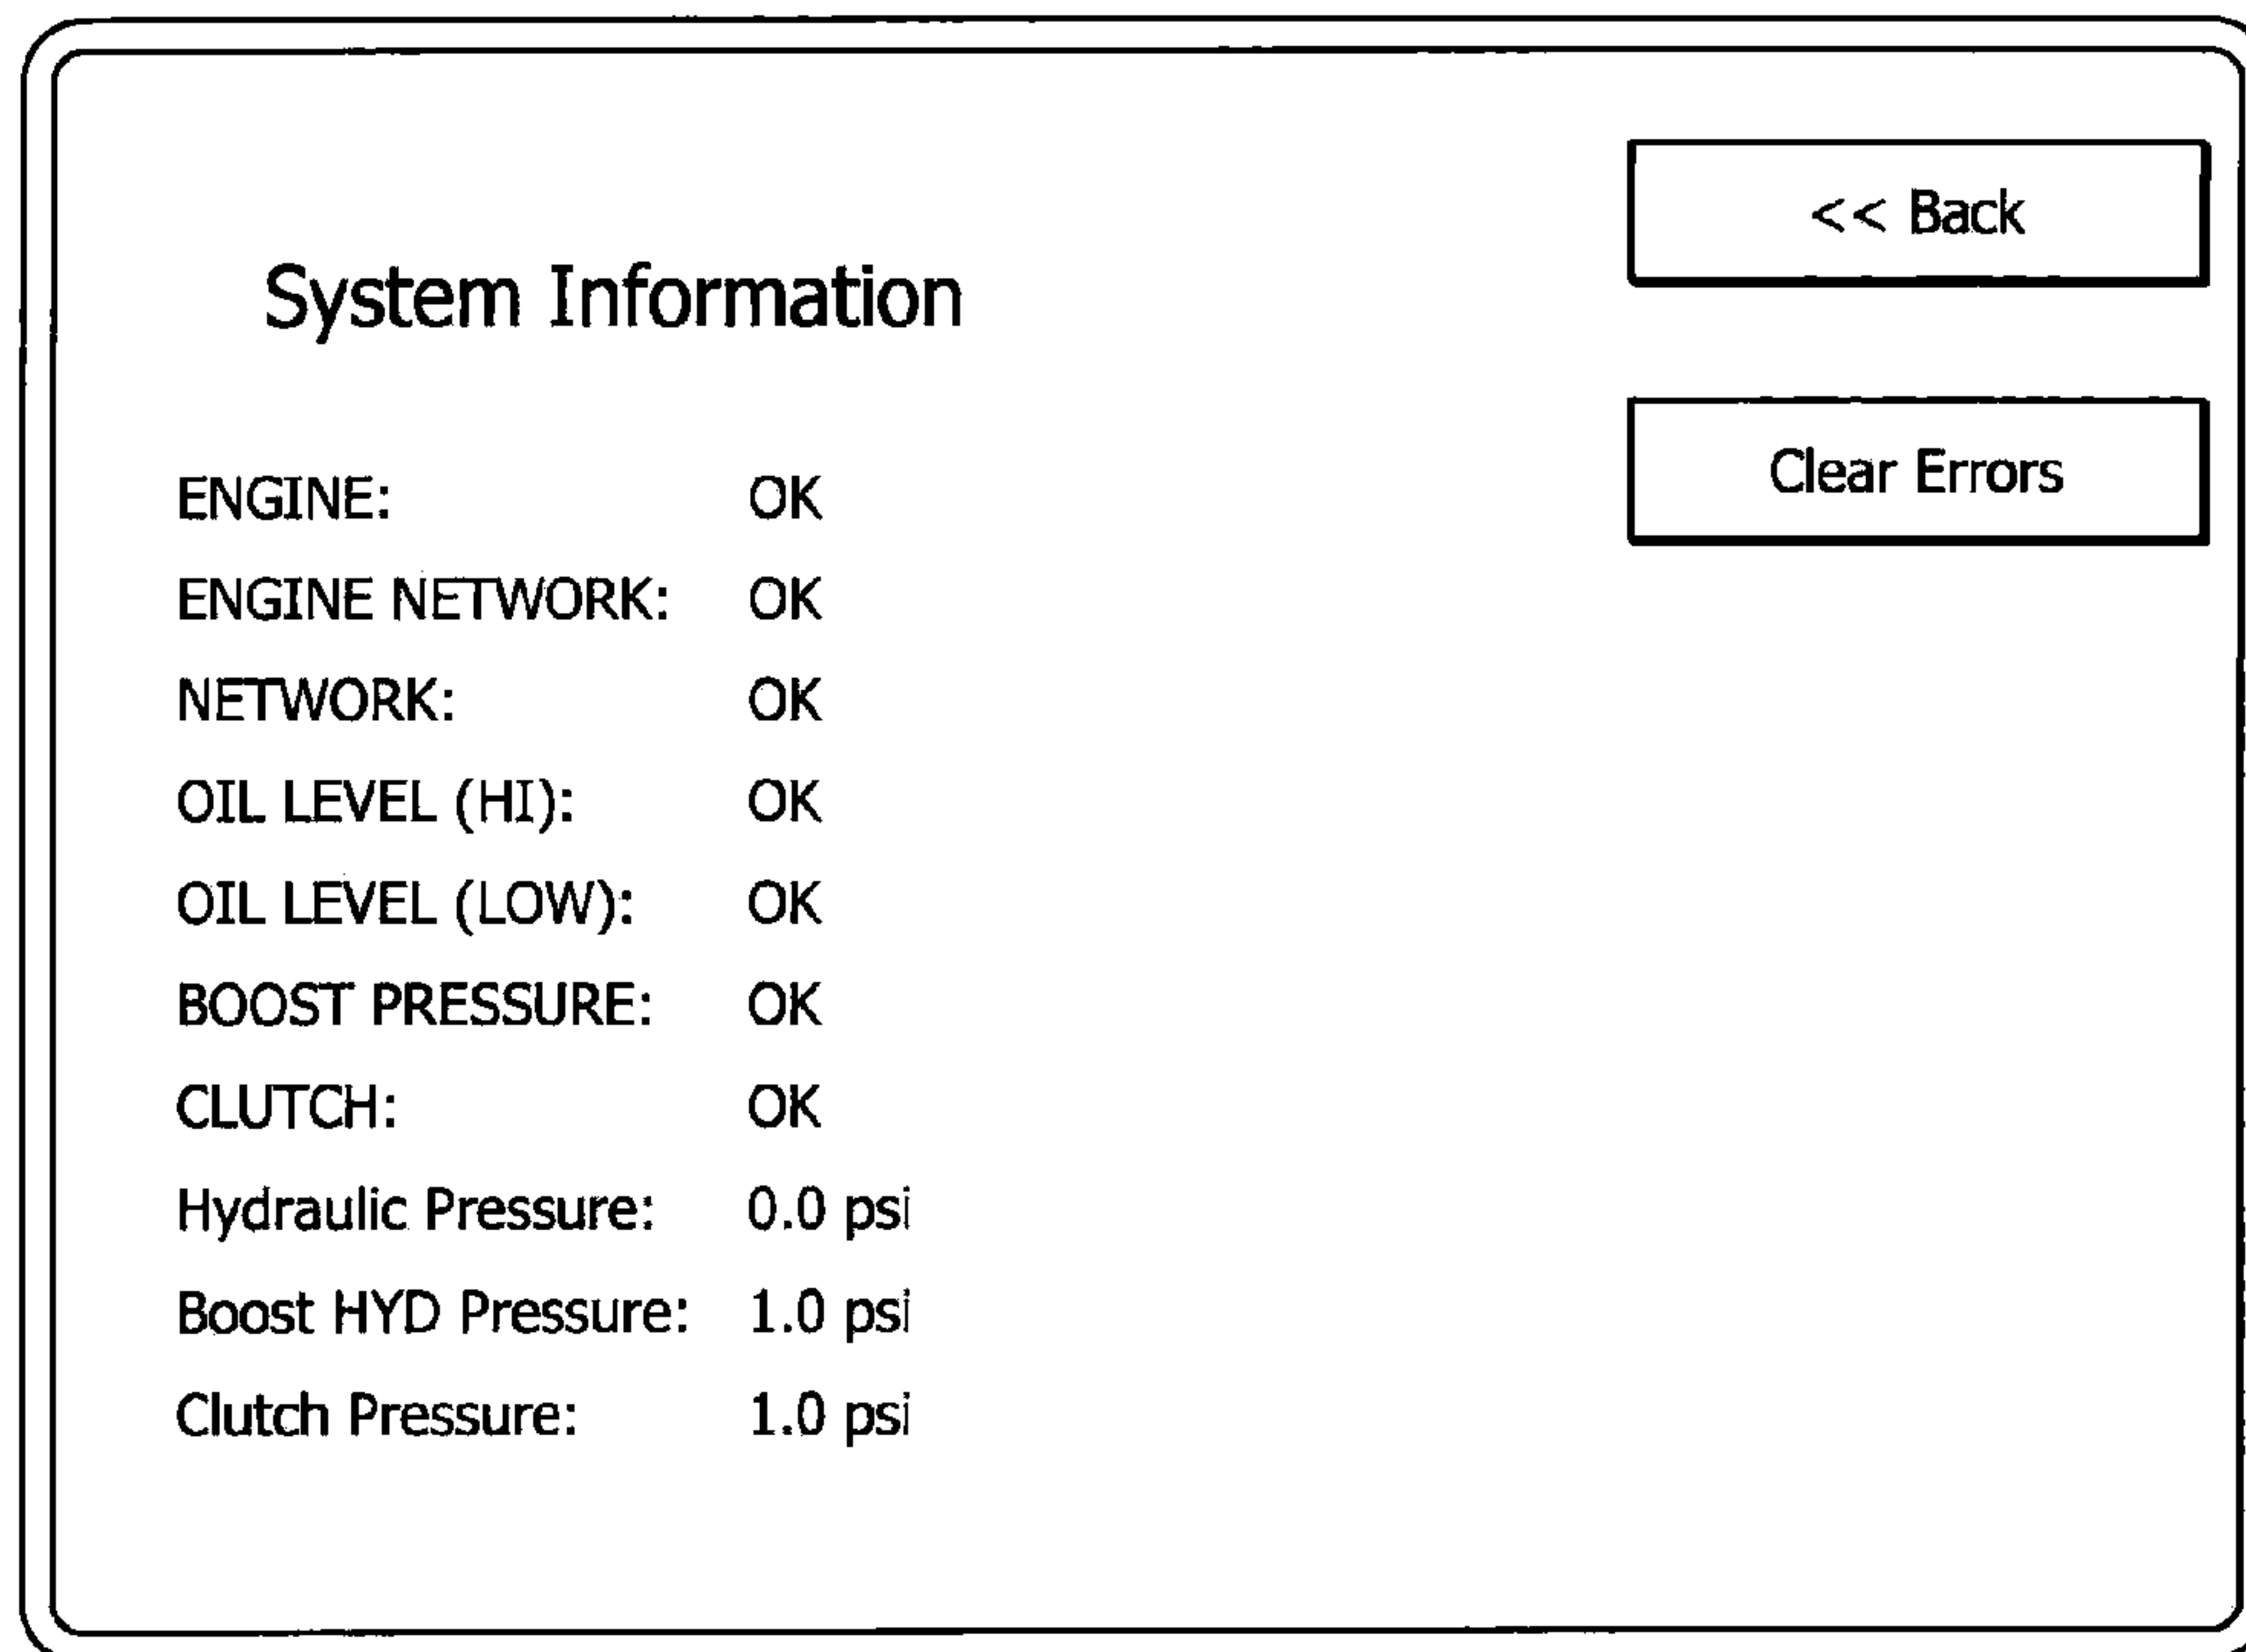 << Back
System Information
Clear Errors
ENGINE: OK
ENGINE NETWORK: OK
NETWORK: OK
OIL LEVEL (HI): OK
OIL LEVEL (LOW): OK
BOOST PRESSURE: OK
CLUTCH: OK
Hydraulic Pressure: 0.0 psi
Boost HYD Pressure: 1.0 psi
Clutch Pressure: 1.0 psi